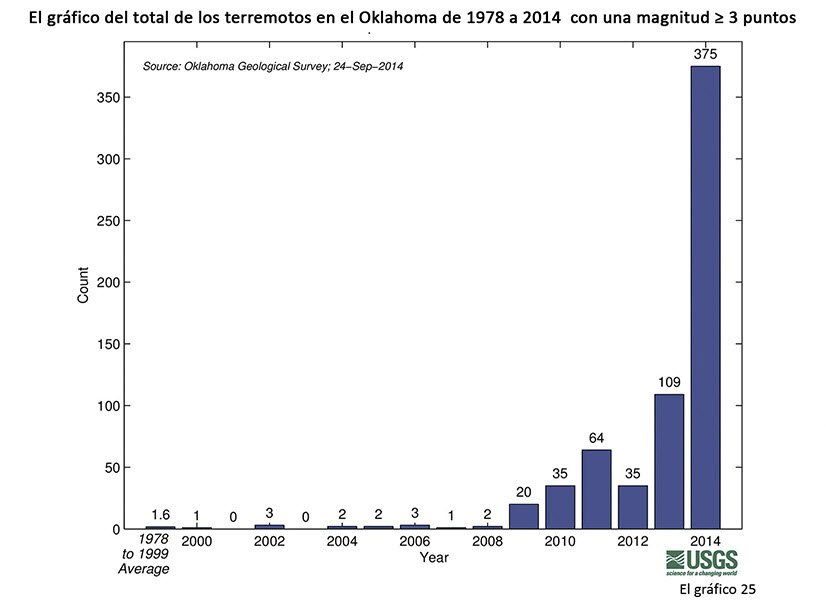 El gráfico del total de los terremotos en el Oklahoma de 1978 a 2014 con una magnitud ≥ 3 puntos
Source: Oklahoma Geological Survey; 24-Sep-2014
375
350
300
250
200
150
109
100
64
50
35 35
20
1.6 1 0 3 0 2 2 3 1 2
0
Count
1978 to 1999 Average
2000 2002 2004 2006 2008 2010 2012 2014
Year
USGS
science for a changing world
El gráfico 25